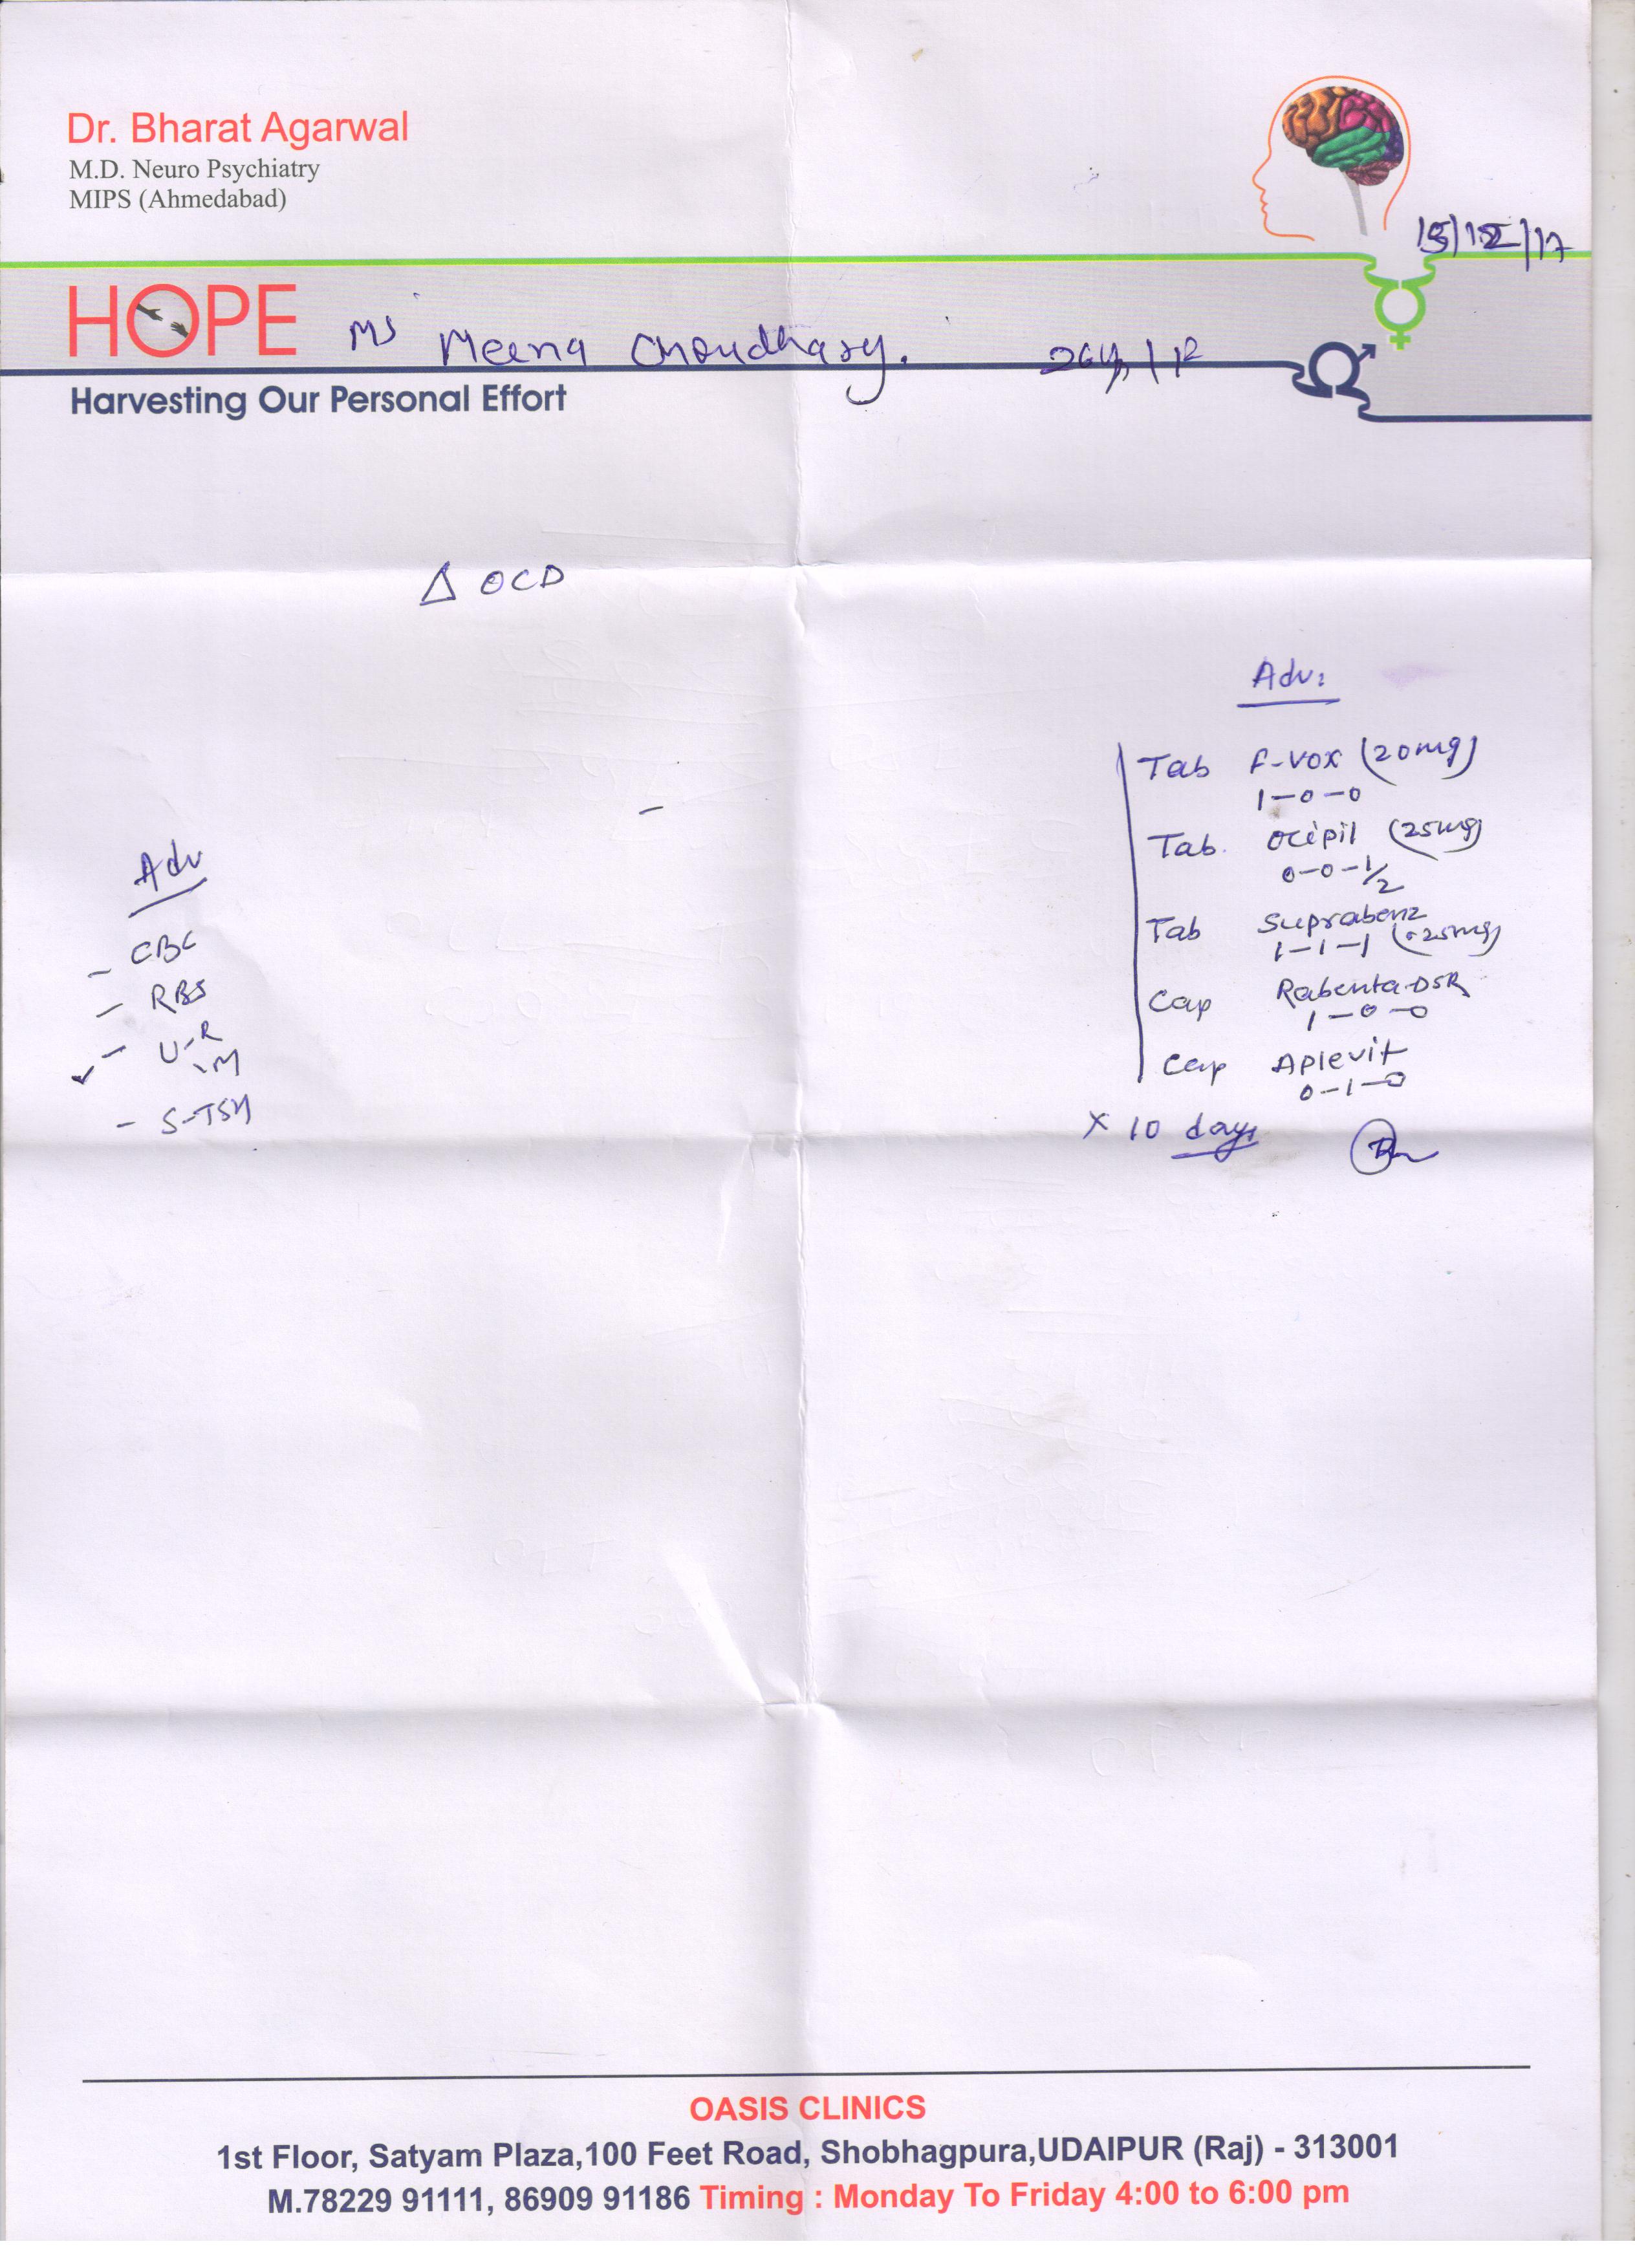 Dr. Bharat Agarwal
M.D. Neuro Psychiatry
MIPS (Ahmedabad)
15/12/17
HOPE
Ms Meena Choudhary.
26y, / F
Harvesting Our Personal Effort
Δ OCD
Adv
- CBC
- RBS
- U-R
-M
- S-TSH
Adv:
Tab F-vox (20mg)
1-0-0
Tab. Ocipil (25mg)
0-0-1/2
Tab Suprabenz
1-1-1 (.25mg)
Cap Rabenta-DSR
1-0-0
Cap Aplevit
0-1-0
x 10 days
OASIS CLINICS
1st Floor, Satyam Plaza,100 Feet Road, Shobhagpura,UDAIPUR (Raj) - 313001
M.78229 91111, 86909 91186 Timing : Monday To Friday 4:00 to 6:00 pm